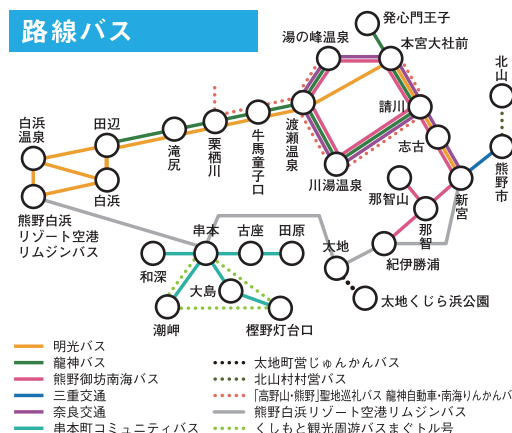 路線バス
発心門王子
湯の峰温泉
本宮大社前
北山
白浜
温泉
田辺
滝尻
栗栖川
牛馬童子口
渡瀬温泉
請川
志古
熊野市
白浜
川湯温泉
那智山
新宮
熊野白浜
リゾート空港
リムジンバス
那智
串本
古座
田原
太地
紀伊勝浦
和深
大島
太地くじら浜公園
潮岬
樫野灯台口
明光バス
龍神バス
熊野御坊南海バス
三重交通
奈良交通
串本町コミュニティバス
太地町営じゅんかんバス
北山村村営バス
「高野山・熊野」聖地巡礼バス 龍神自動車・南海りんかんバ
熊野白浜リゾート空港リムジンバス
くしもと観光周遊バスまぐトル号